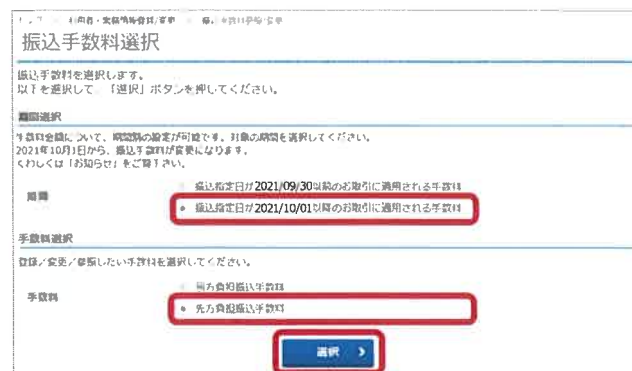 振込手数料選択
振込手数料を選択します。
以下を選択して、「選択」ボタンを押してください。
期間選択
手数料金額について、期間別の設定が可能です。対象の期間を選択してください。
2021年10月1日から、振込手数料が変更になります。
くわしくは「お知らせ」をご覧下さい。
期間
振込指定日が2021/09/30以前のお取引に適用される手数料
振込指定日が2021/10/01以降のお取引に適用される手数料
手数料選択
登録/変更/参照したい手数料を選択してください。
手数料
当方負担振込手数料
先方負担振込手数料
選択